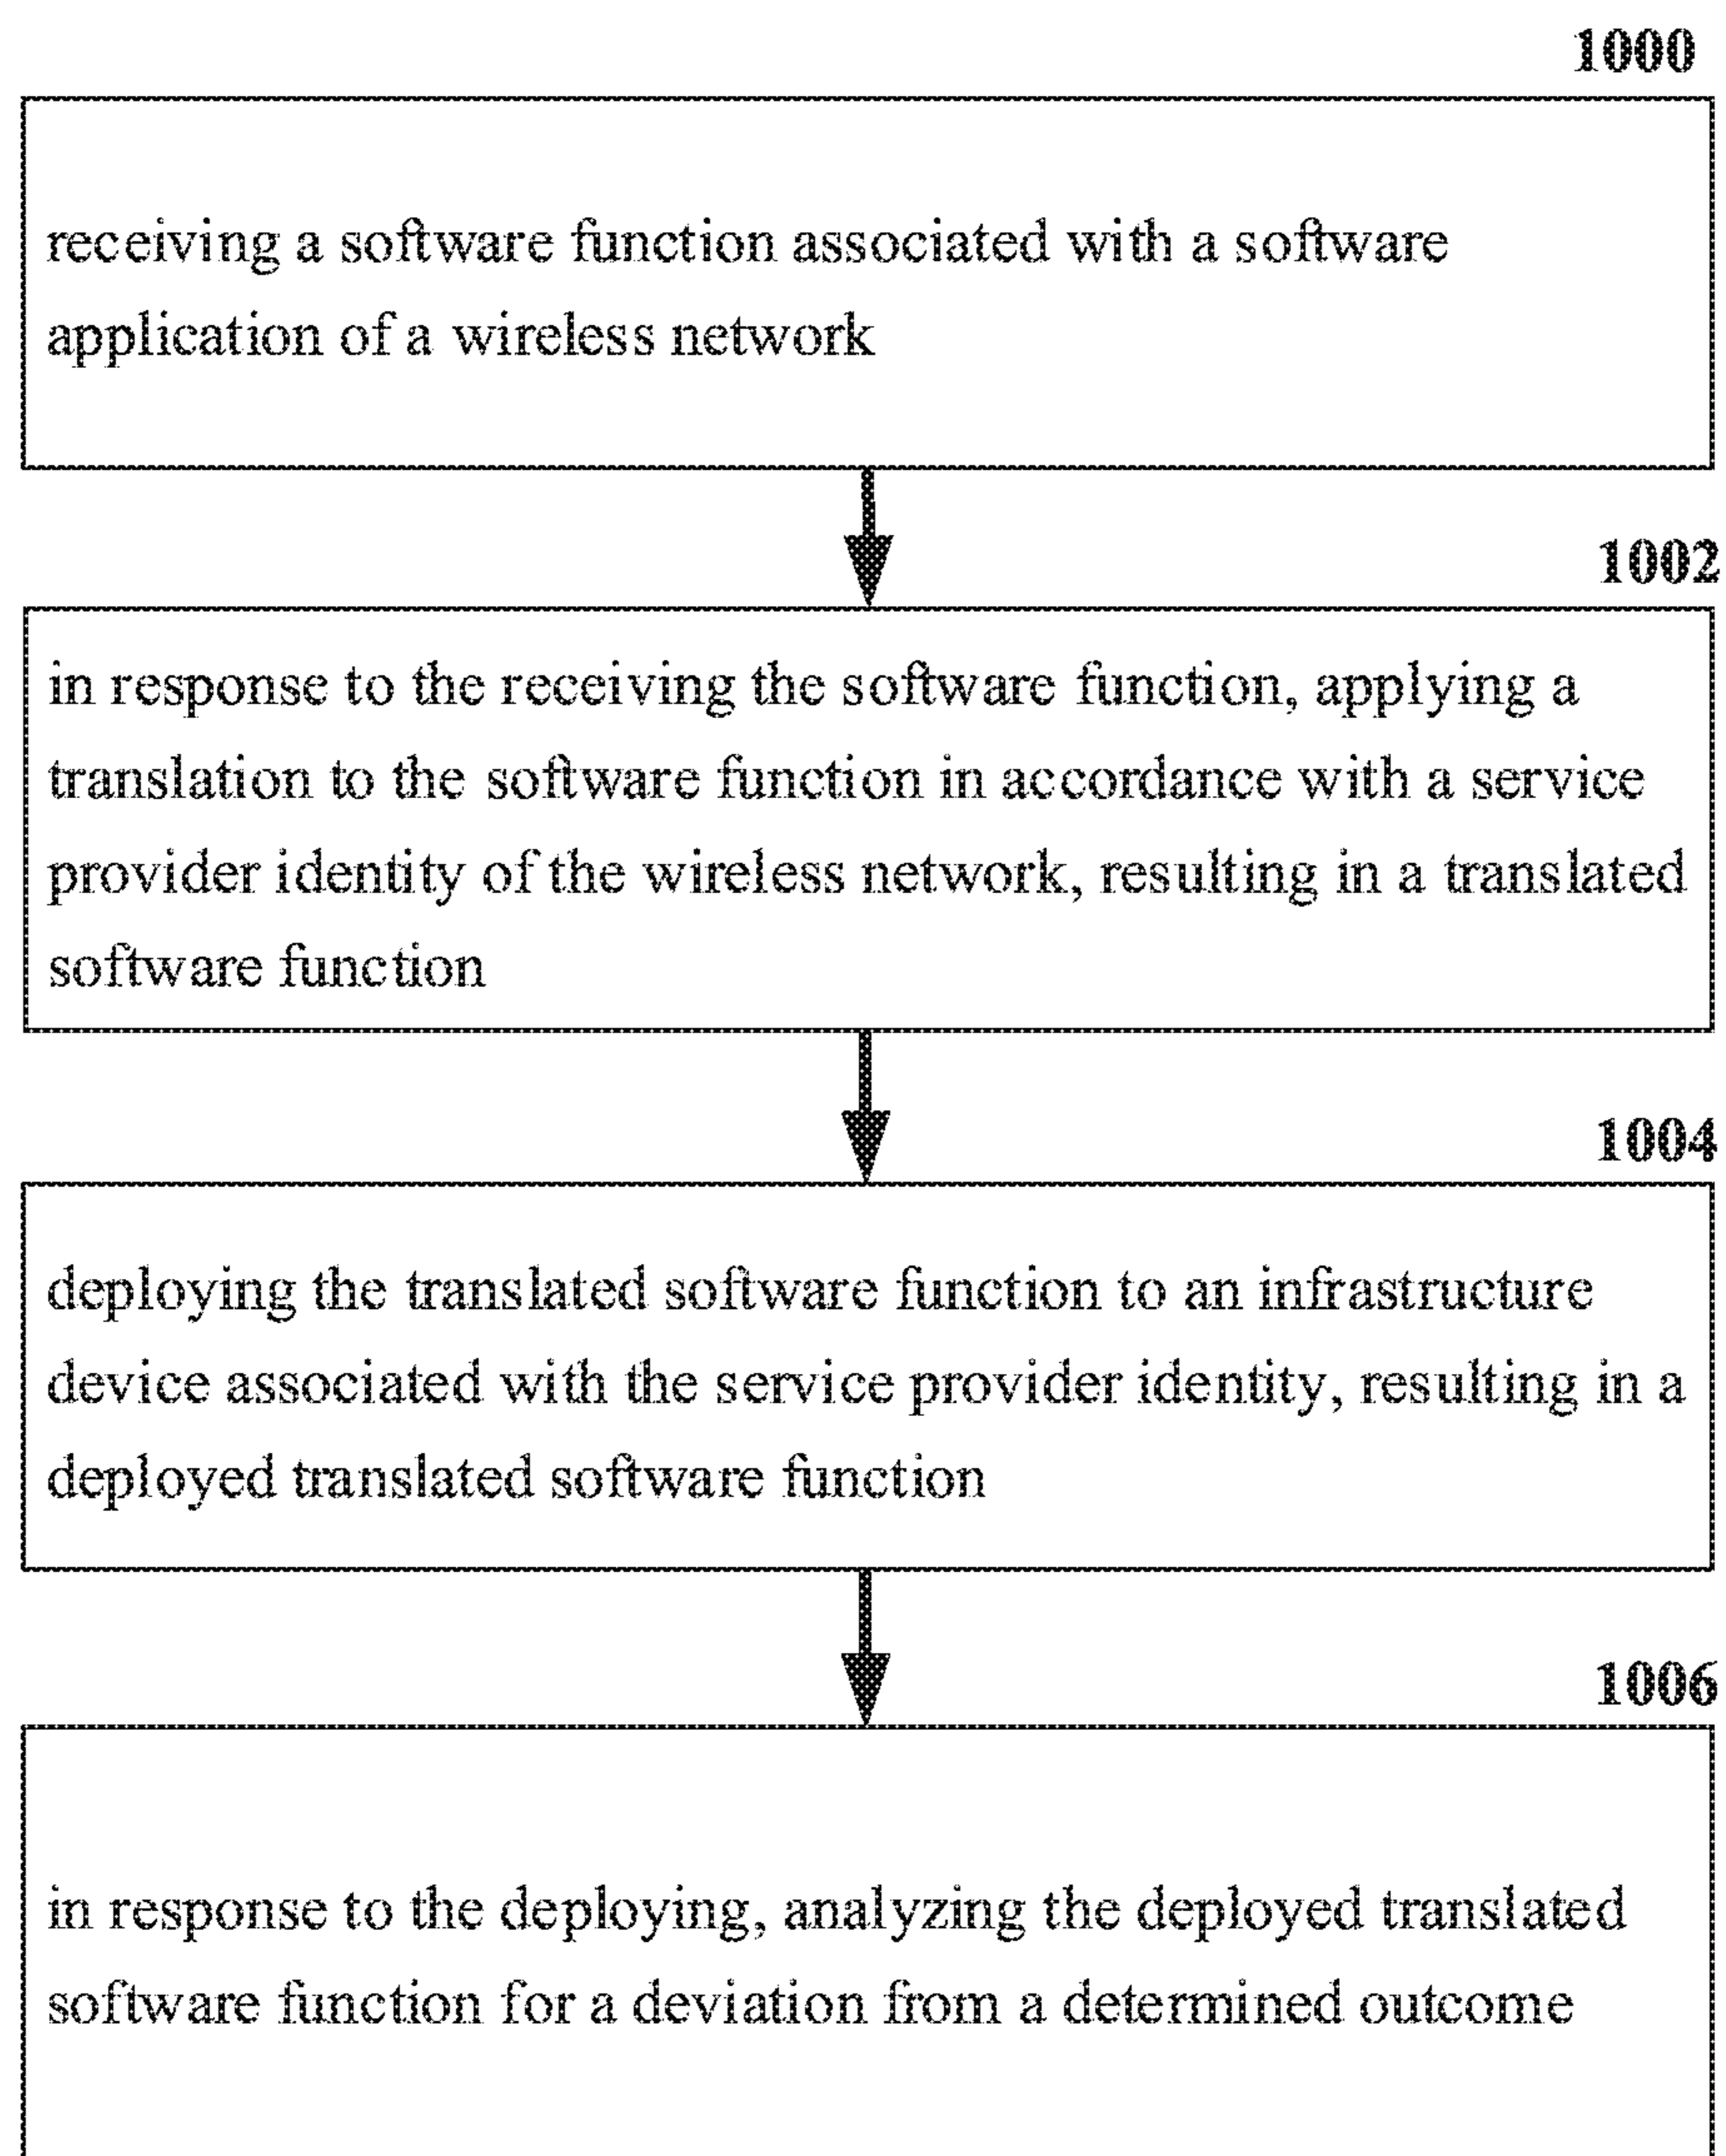 1000
receiving a software function associated with a software
application of a wireless network
1002
in response to the receiving the software function, applying a
translation to the software function in accordance with a service
provider identity of the wireless network, resulting in a translated
software function
1004
deploying the translated software function to an infrastructure
device associated with the service provider identity, resulting in a
deployed translated software function
1006
in response to the deploying, analyzing the deployed translated
software function for a deviation from a determined outcome